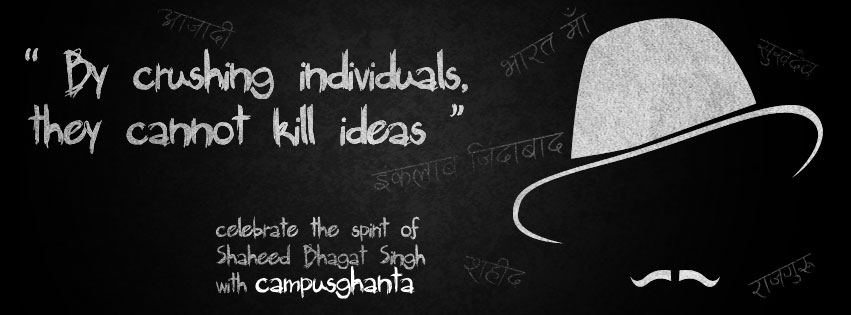 आजादी
भारत माँ
सुखदेव
“ By crushing individuals,
they cannot kill ideas ”
इंकलाब जिंदाबाद
celebrate the spirit of
Shaheed Bhagat Singh
with campusghanta
शहीद
राजगुरू